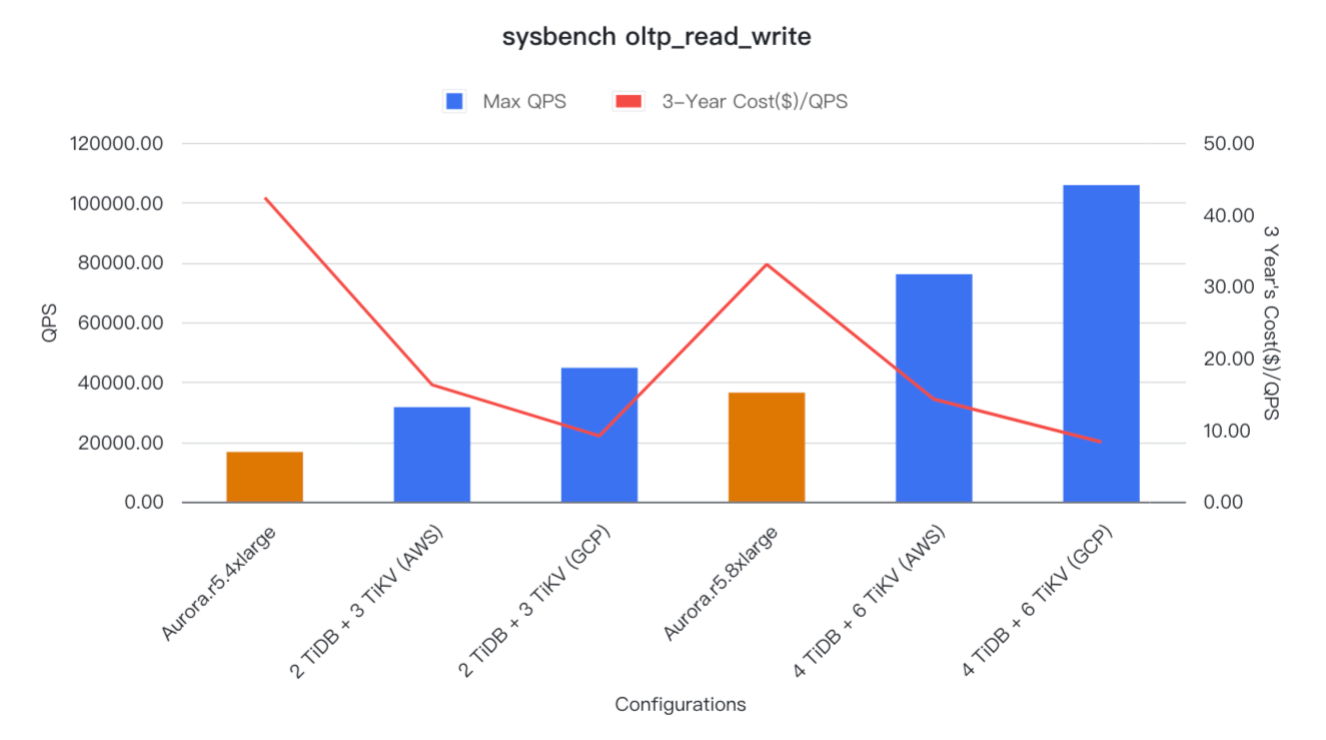 sysbench oltp_read_write
Max QPS 3-Year Cost($)/QPS
120000.00
100000.00
80000.00
60000.00
40000.00
20000.00
0.00
QPS
50.00
40.00
30.00
20.00
10.00
0.00
3 Year's Cost($)/QPS
Aurora.r5.4xlarge
2 TiDB + 3 TiKV (AWS)
2 TiDB + 3 TiKV (GCP)
Aurora.r5.8xlarge
4 TiDB + 6 TiKV (AWS)
4 TiDB + 6 TiKV (GCP)
Configurations